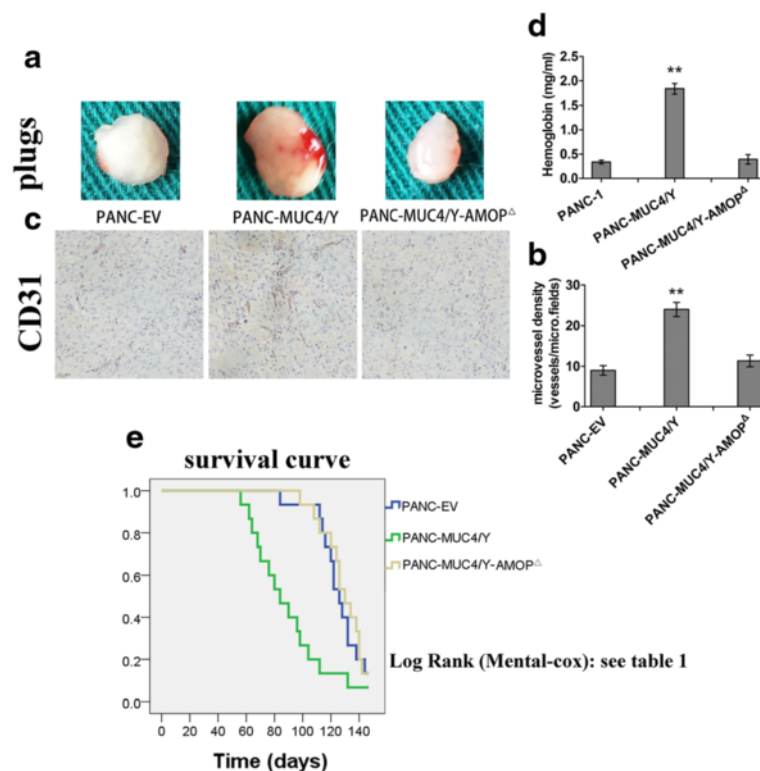 a
plugs
PANC-EV
PANC-MUC4/Y
PANC-MUC4/Y-AMOP△
c
CD31
d
Hemoglobin (mg/ml)
2.5
2.0
1.5
1.0
0.5
0.0
**
PANC-1
PANC-MUC4/Y
PANC-MUC4/Y-AMOP△
b
microvessel density
(vessels/micro.fields)
30
20
10
0
**
PANC-EV
PANC-MUC4/Y
PANC-MUC4/Y-AMOP△
e
survival curve
1.0
0.8
0.6
0.4
0.2
0.0
0 20 40 60 80 100 120 140
Time (days)
PANC-EV
PANC-MUC4/Y
PANC-MUC4/Y-AMOP△
Log Rank (Mental-cox): see table 1